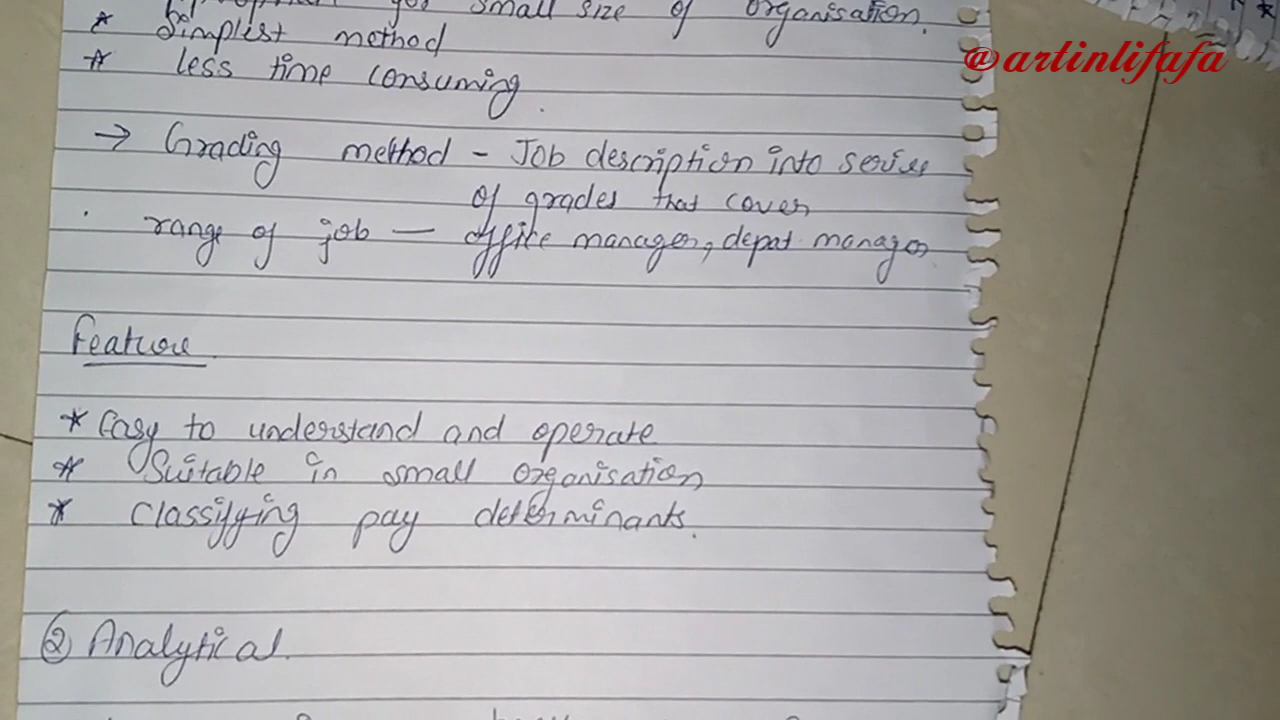 for small size of organisation.
* Simplest method
* less time consuming.
@artinlifafa
→ Grading method - Job description into series
of grades that cover
range of job — office manager, depat manager
Feature
* Easy to understand and operate
* Suitable in small organisation
* Classifying pay determinants.
② Analytical.